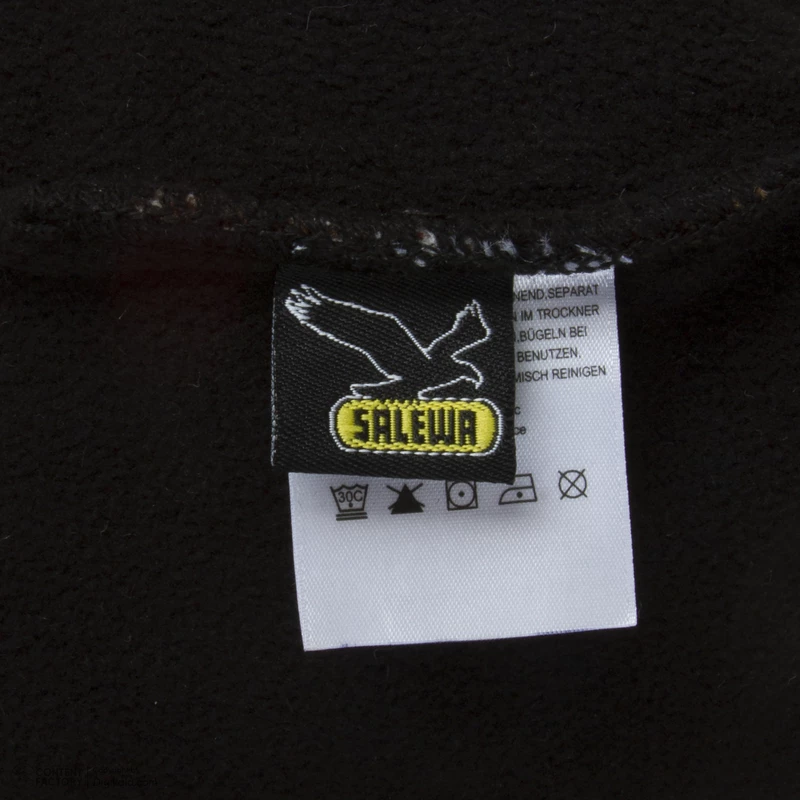 NEND,SEPARAT
N IM TROCKNER
,BÜGELN BEI
BENUTZEN,
MISCH REINIGEN
SALEWA
30C